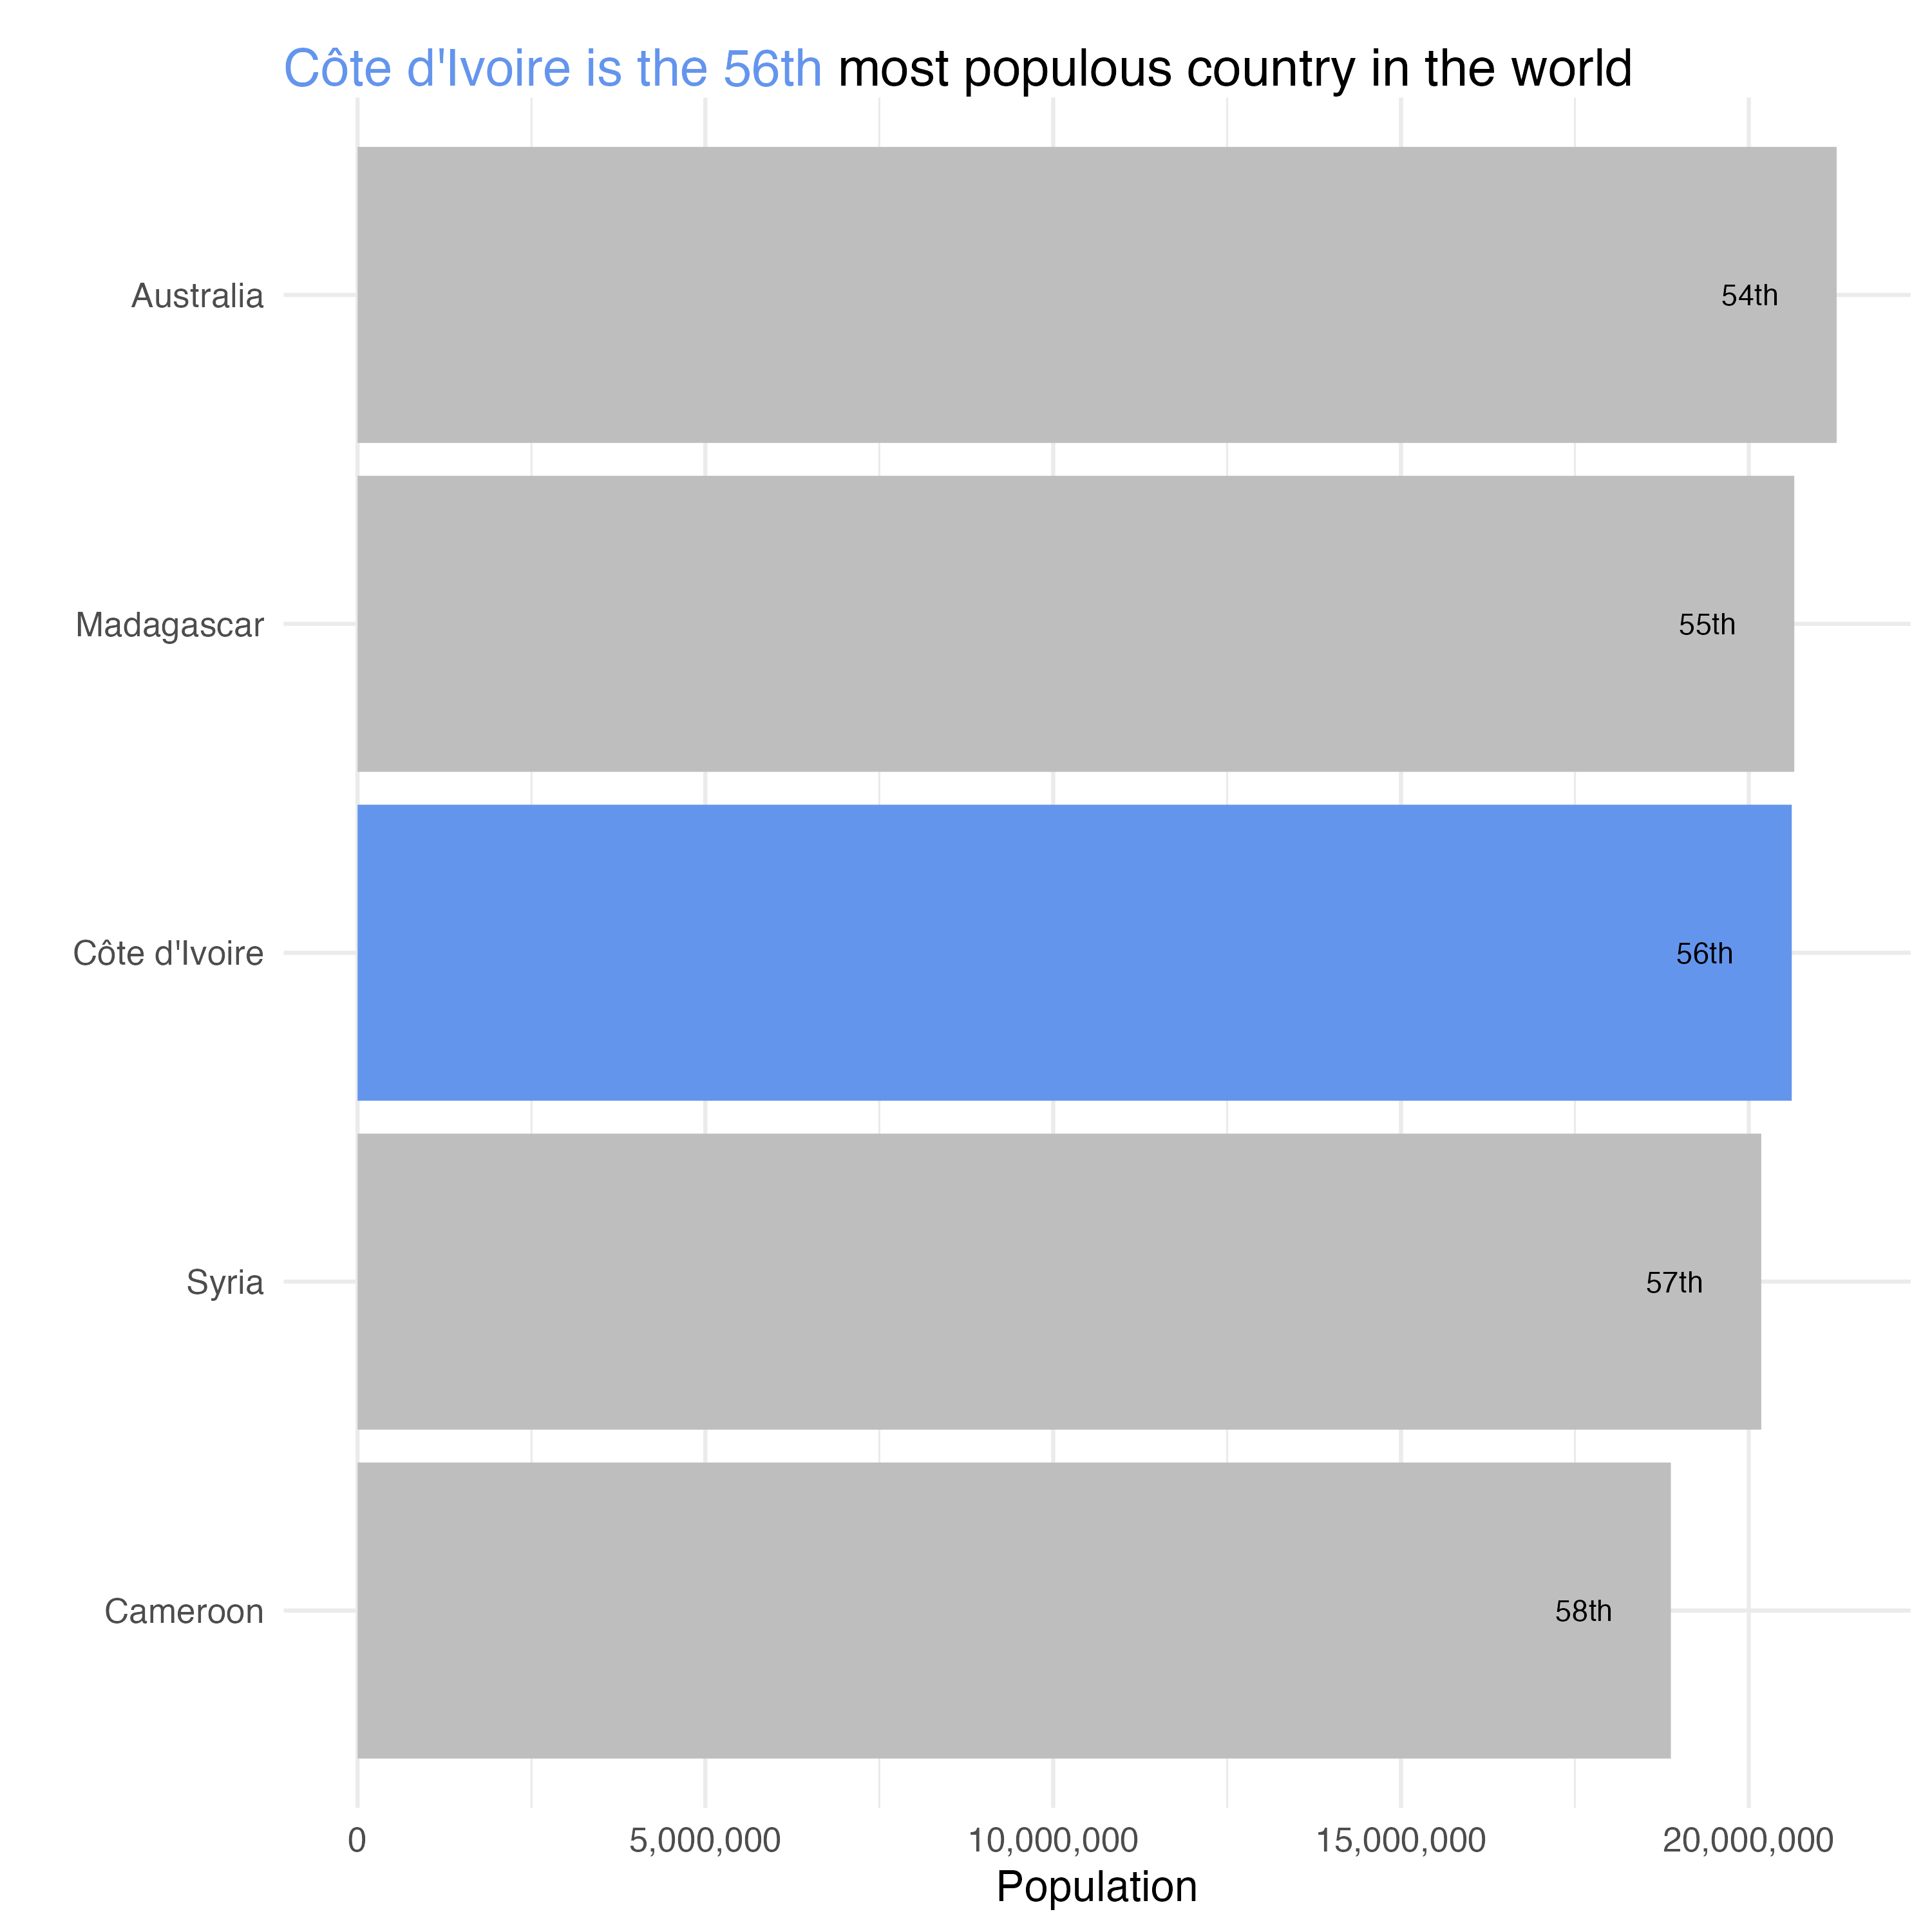 Côte d'Ivoire is the 56th most populous country in the world
Australia
54th
Madagascar
55th
Côte d'Ivoire
56th
Syria
57th
Cameroon
58th
0 5,000,000 10,000,000 15,000,000 20,000,000
Population